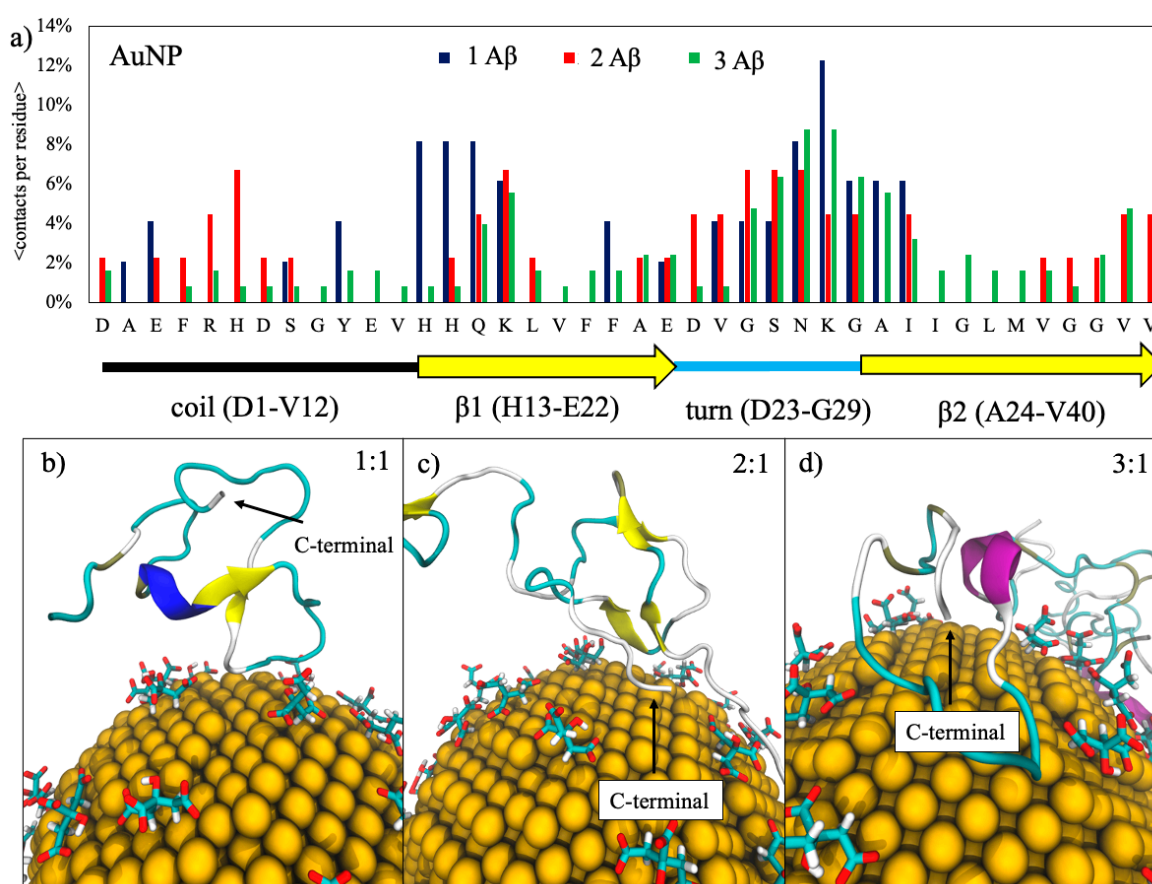 a)
14%
12%
10%
8%
6%
4%
2%
0%
<contacts per residue>
AuNP
1 Aβ 2 Aβ 3 Aβ
D A E F R H D S G Y E V H H Q K L V F F A E D V G S N K G A I I G L M V G G V V
coil (D1-V12) β1 (H13-E22) turn (D23-G29) β2 (A24-V40)
b) 1:1
C-terminal
c) 2:1
C-terminal
d) 3:1
C-terminal